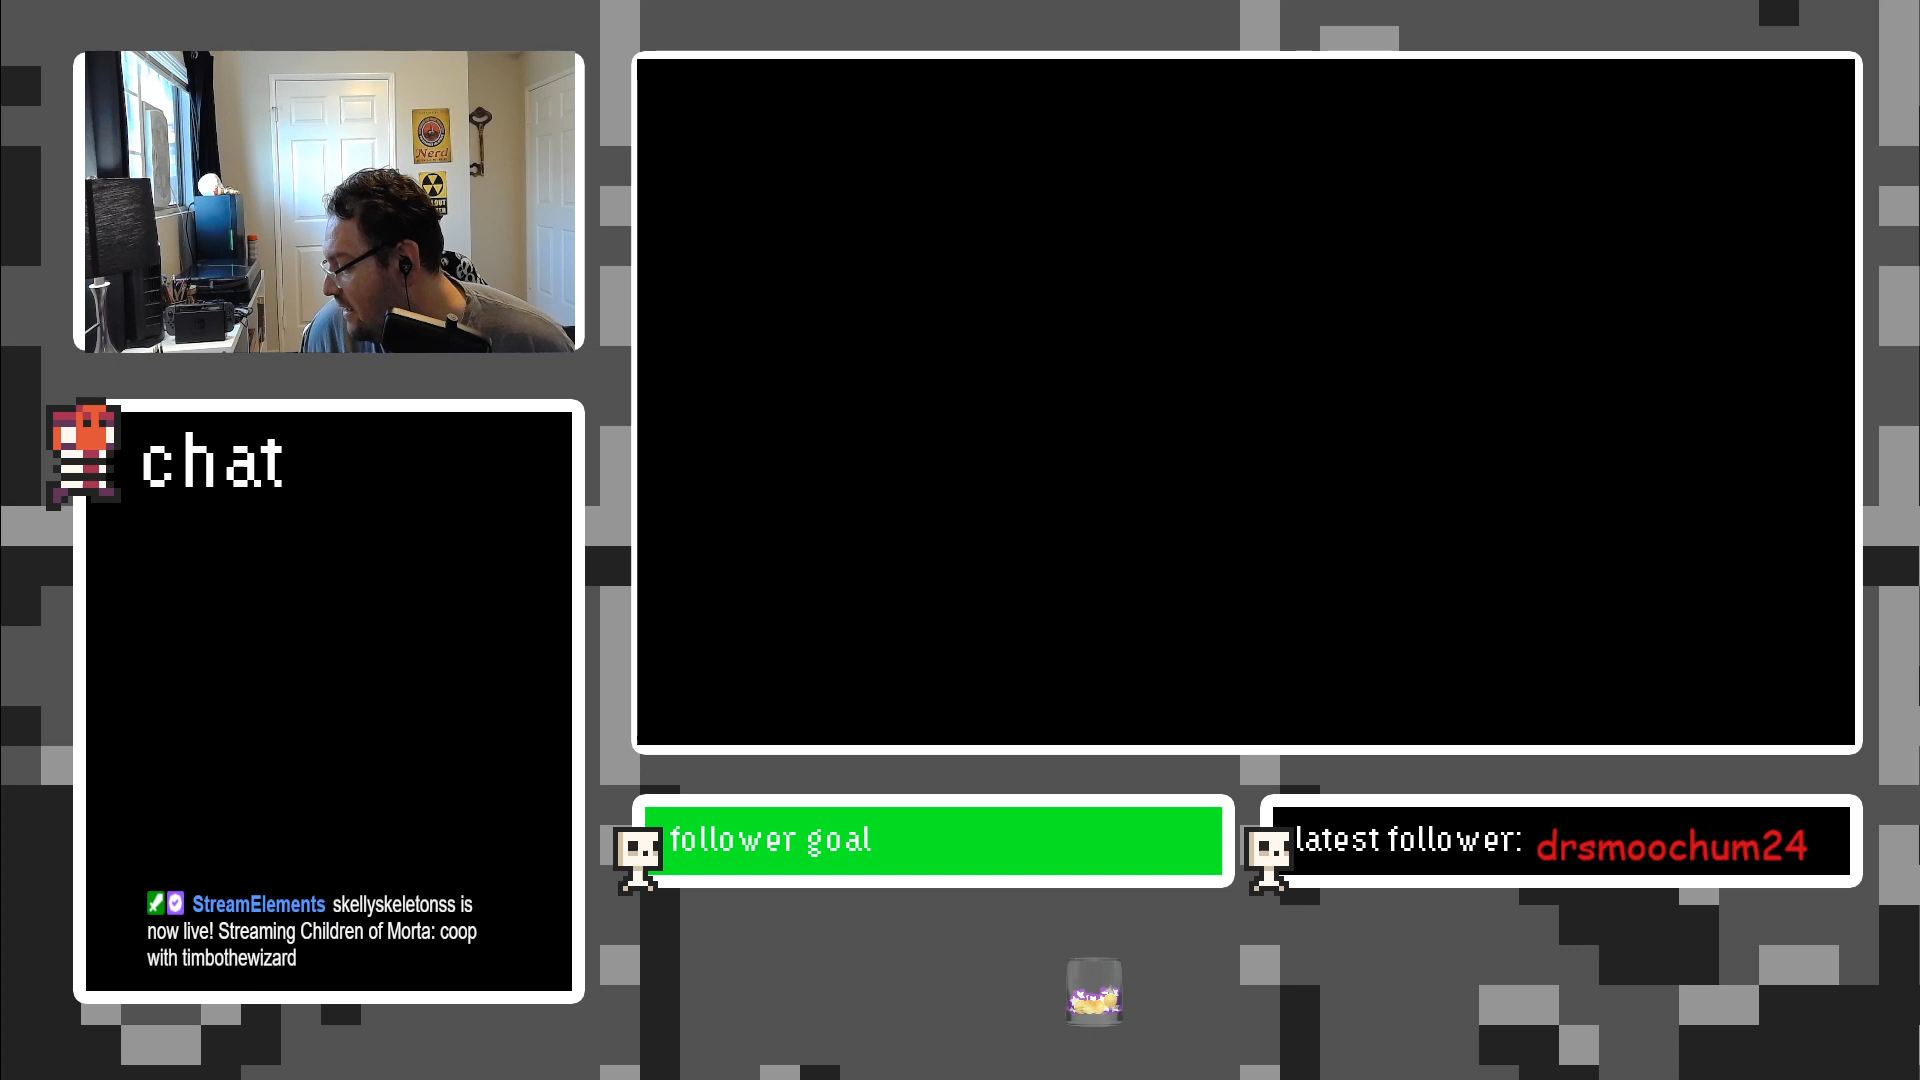 Nerd
chat
StreamElements skellyskeletonss is
now live! Streaming Children of Morta: coop
with timbothewizard
follower goal
latest follower: drsmoochum24